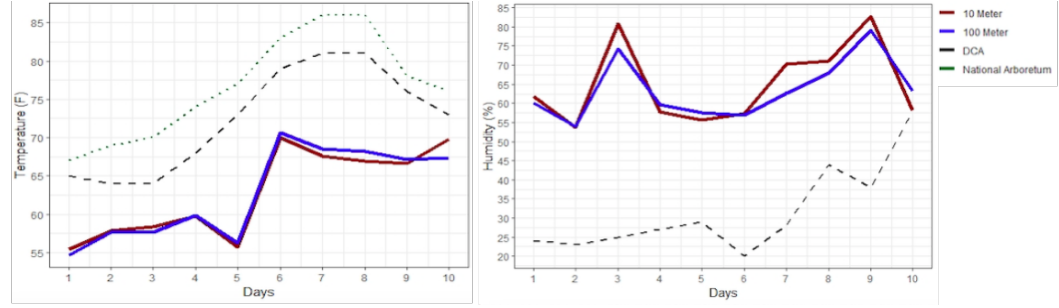 Temperature (F)
85
80
75
70
65
60
55
1 2 3 4 5 6 7 8 9 10
Days
Humidity (%)
85
80
75
70
65
60
55
50
45
40
35
30
25
20
1 2 3 4 5 6 7 8 9 10
Days
10 Meter
100 Meter
DCA
National Arboretum